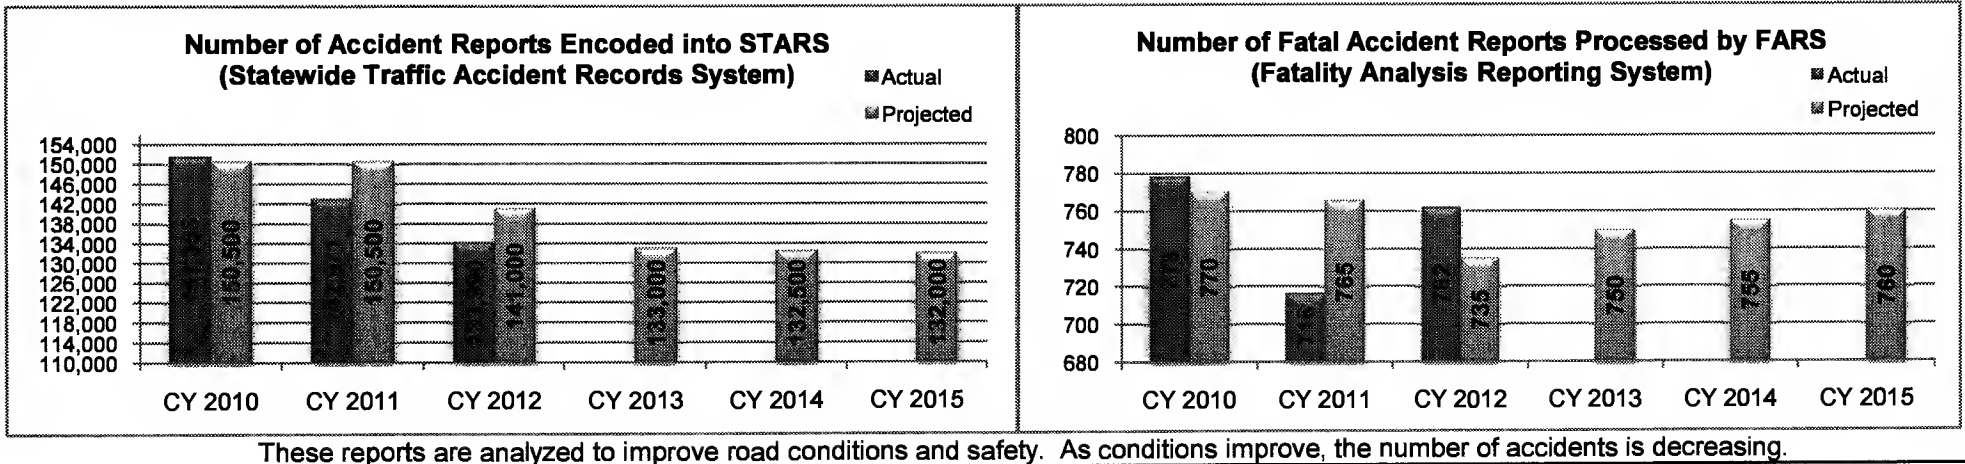 Number of Accident Reports Encoded into STARS
(Statewide Traffic Accident Records System)
Actual
Projected
154,000
150,000
146,000
142,000
138,000
134,000
130,000
126,000
122,000
118,000
114,000
110,000
150,500
150,500
141,000
133,000
132,500
132,000
CY 2010
CY 2011
CY 2012
CY 2013
CY 2014
CY 2015
Number of Fatal Accident Reports Processed by FARS
(Fatality Analysis Reporting System)
Actual
Projected
800
780
760
740
720
700
680
770
716
765
762
735
750
755
760
CY 2010
CY 2011
CY 2012
CY 2013
CY 2014
CY 2015
These reports are analyzed to improve road conditions and safety. As conditions improve, the number of accidents is decreasing.